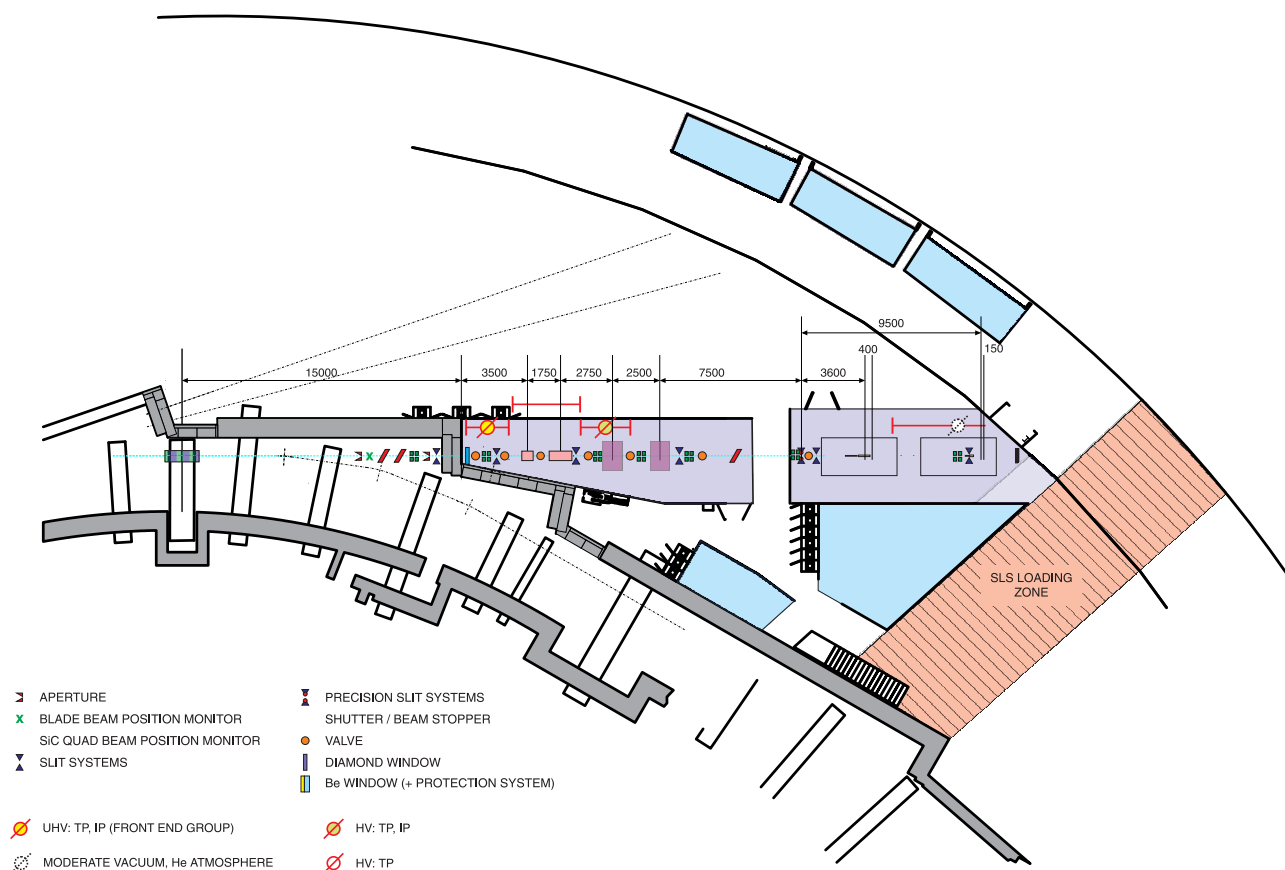 9500
400
150
15000
3500
1750
2750
2500
7500
3600
SLS LOADING
ZONE
APERTURE
BLADE BEAM POSITION MONITOR
SiC QUAD BEAM POSITION MONITOR
SLIT SYSTEMS
PRECISION SLIT SYSTEMS
SHUTTER / BEAM STOPPER
VALVE
DIAMOND WINDOW
Be WINDOW (+ PROTECTION SYSTEM)
UHV: TP, IP (FRONT END GROUP)
HV: TP, IP
MODERATE VACUUM, He ATMOSPHERE
HV: TP